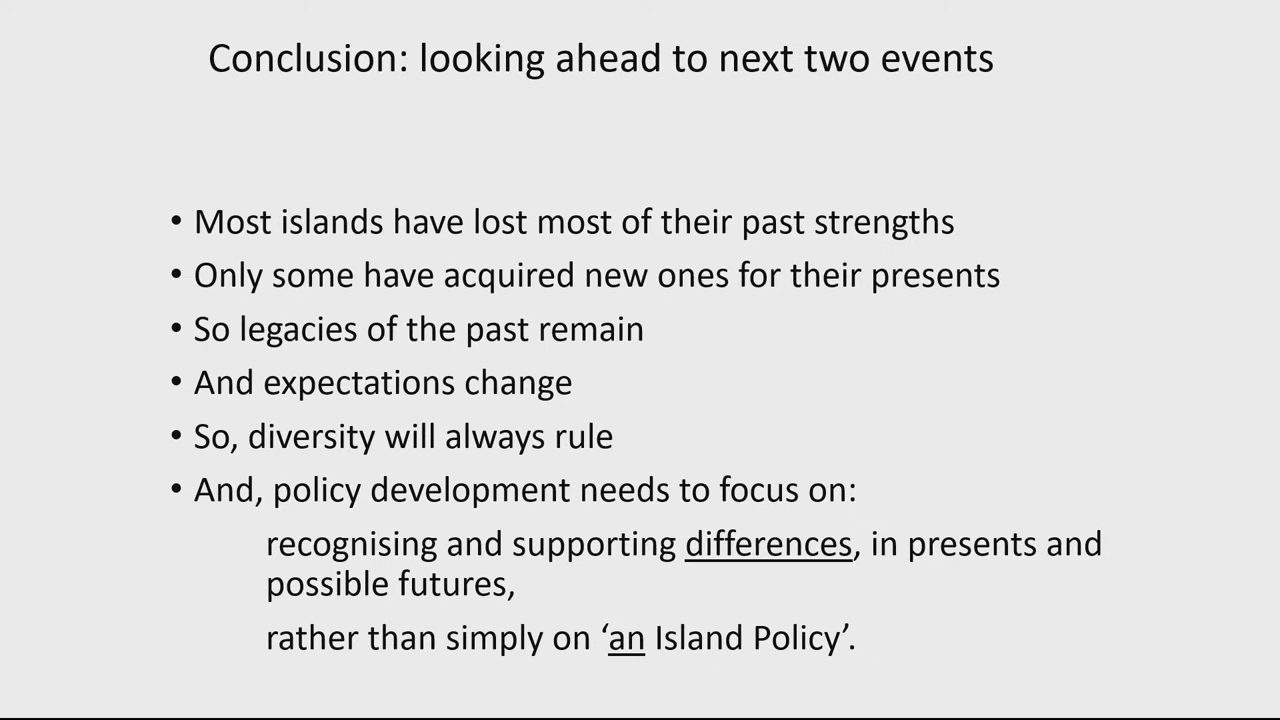 Conclusion: looking ahead to next two events
• Most islands have lost most of their past strengths
• Only some have acquired new ones for their presents
• So legacies of the past remain
• And expectations change
• So, diversity will always rule
• And, policy development needs to focus on:
recognising and supporting differences, in presents and
possible futures,
rather than simply on ‘an Island Policy’.